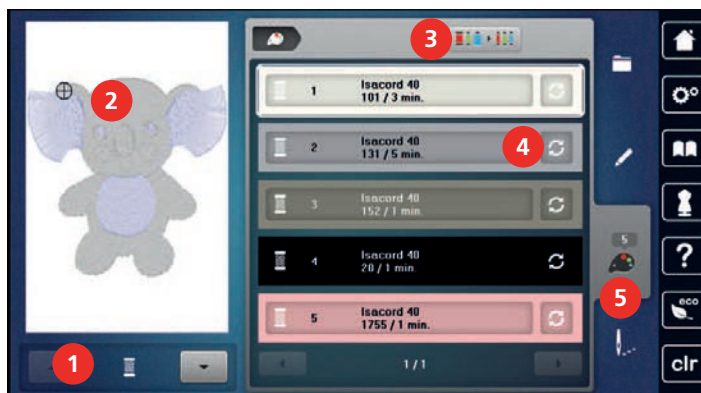 3
1 Isacord 40
101 / 3 min.
2
2 Isacord 40
131 / 5 min.
4
3 Isacord 40
152 / 1 min.
5
4 Isacord 40
20 / 1 min.
?
5
eco
5 Isacord 40
1755 / 1 min.
1
1/1
clr